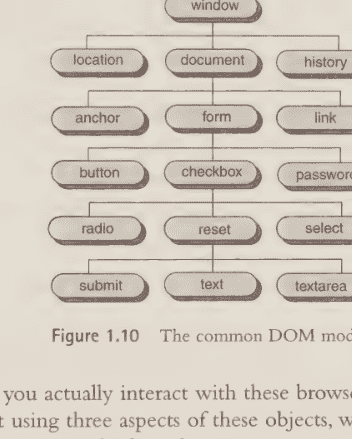 window
location document history
anchor form link
button checkbox password
radio reset select
submit text textarea
Figure 1.10 The common DOM mod
you actually interact with these browse
t using three aspects of these objects, w